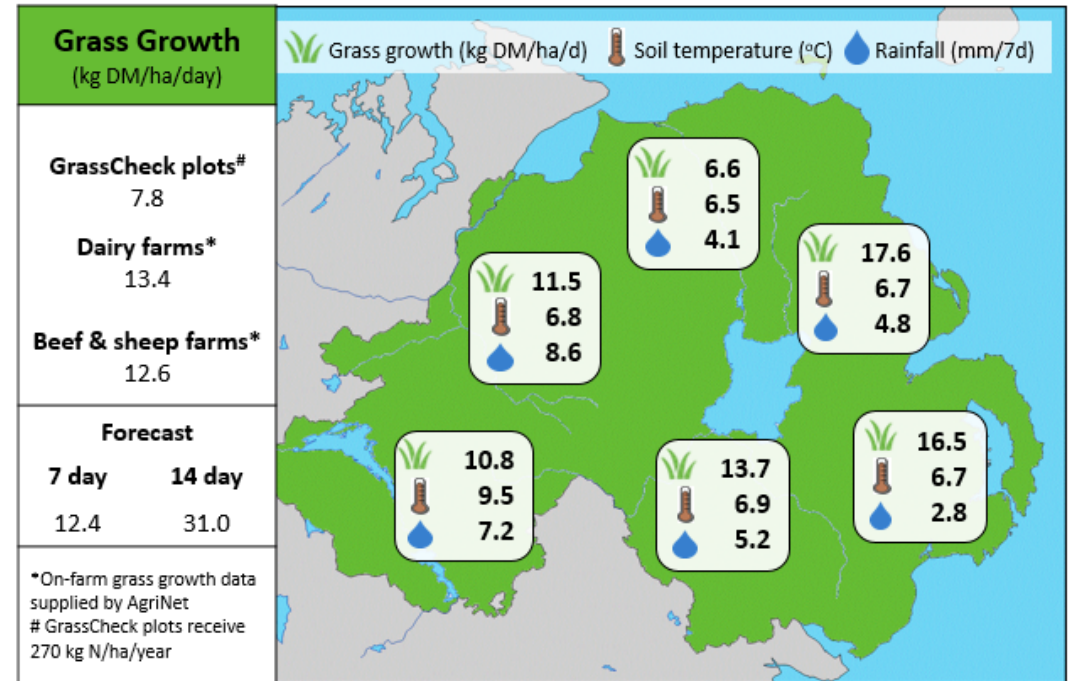 Grass Growth
(kg DM/ha/day)
GrassCheck plots#
7.8
Dairy farms*
13.4
Beef & sheep farms*
12.6
Forecast
7 day 14 day
12.4 31.0
*On-farm grass growth data
supplied by AgriNet
# GrassCheck plots receive
270 kg N/ha/year
Grass growth (kg DM/ha/d) Soil temperature (°C) Rainfall (mm/7d)
6.6
6.5
4.1
17.6
6.7
4.8
11.5
6.8
8.6
10.8
9.5
7.2
13.7
6.9
5.2
16.5
6.7
2.8